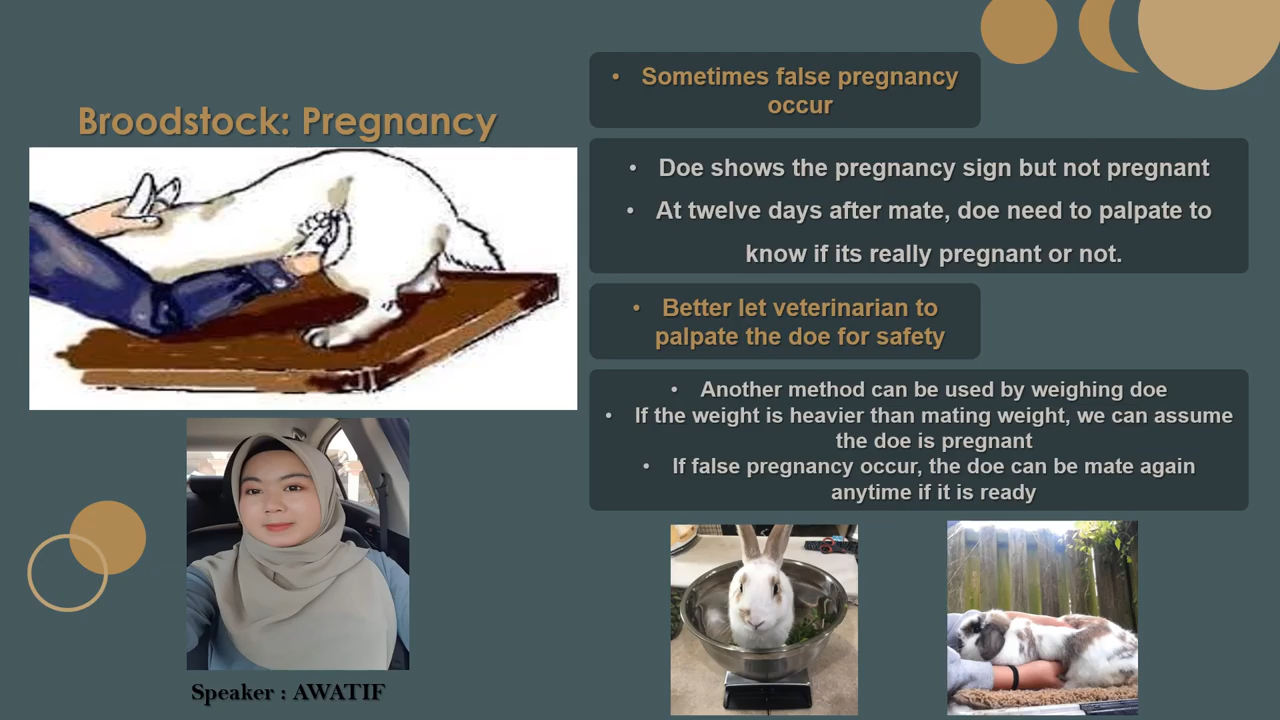 Broodstock: Pregnancy
• Sometimes false pregnancy
occur
• Doe shows the pregnancy sign but not pregnant
• At twelve days after mate, doe need to palpate to
know if its really pregnant or not.
• Better let veterinarian to
palpate the doe for safety
• Another method can be used by weighing doe
• If the weight is heavier than mating weight, we can assume
the doe is pregnant
• If false pregnancy occur, the doe can be mate again
anytime if it is ready
Speaker : AWATIF